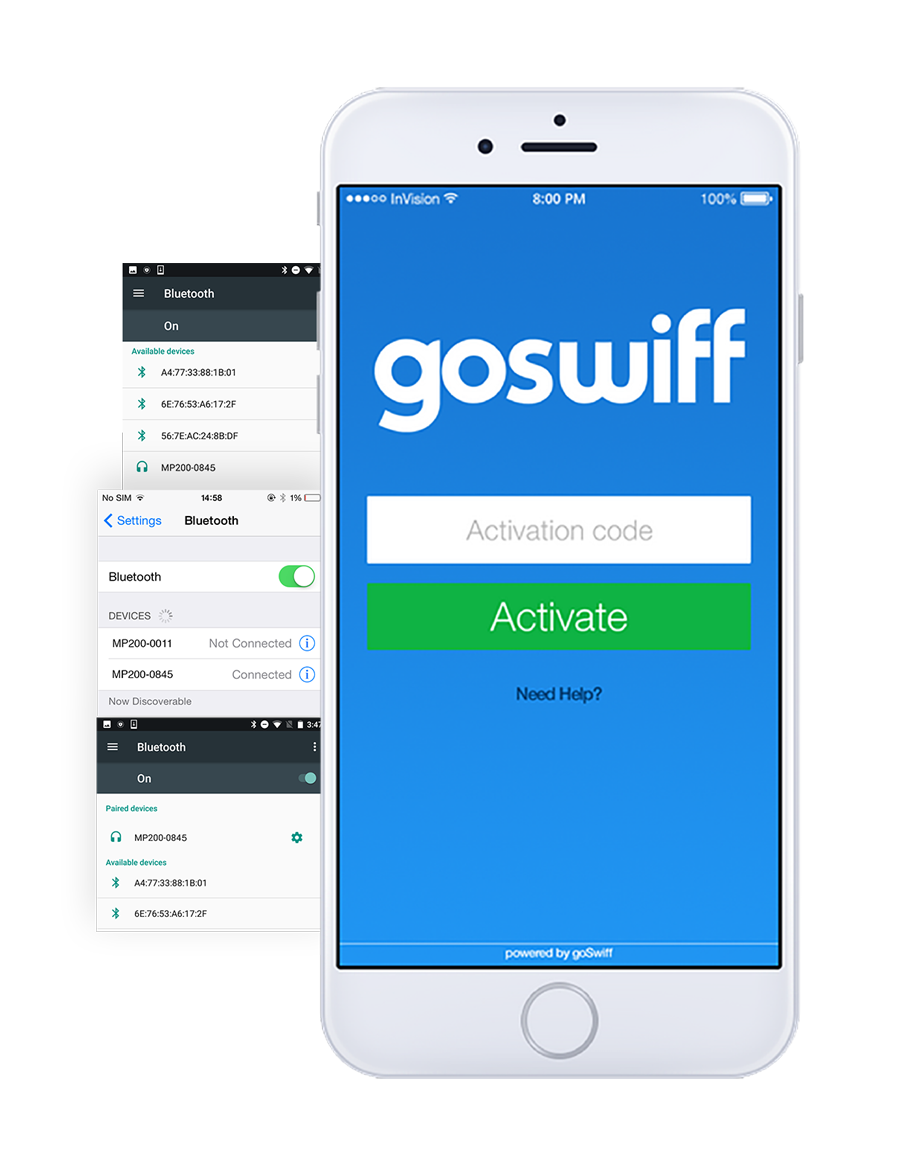 Bluetooth
On
Available devices
A4:77:33:88:1B:01
6E:76:53:A6:17:2F
56:7E:AC:24:8B:DF
MP200-0845
No SIM 14:58 1%
Settings Bluetooth
Bluetooth
DEVICES
MP200-0011 Not Connected
MP200-0845 Connected
Now Discoverable
3:47
Bluetooth
On
Paired devices
MP200-0845
Available devices
A4:77:33:88:1B:01
6E:76:53:A6:17:2F
InVision 8:00 PM 100%
goswiff
Activation code
Activate
Need Help?
powered by goSwiff